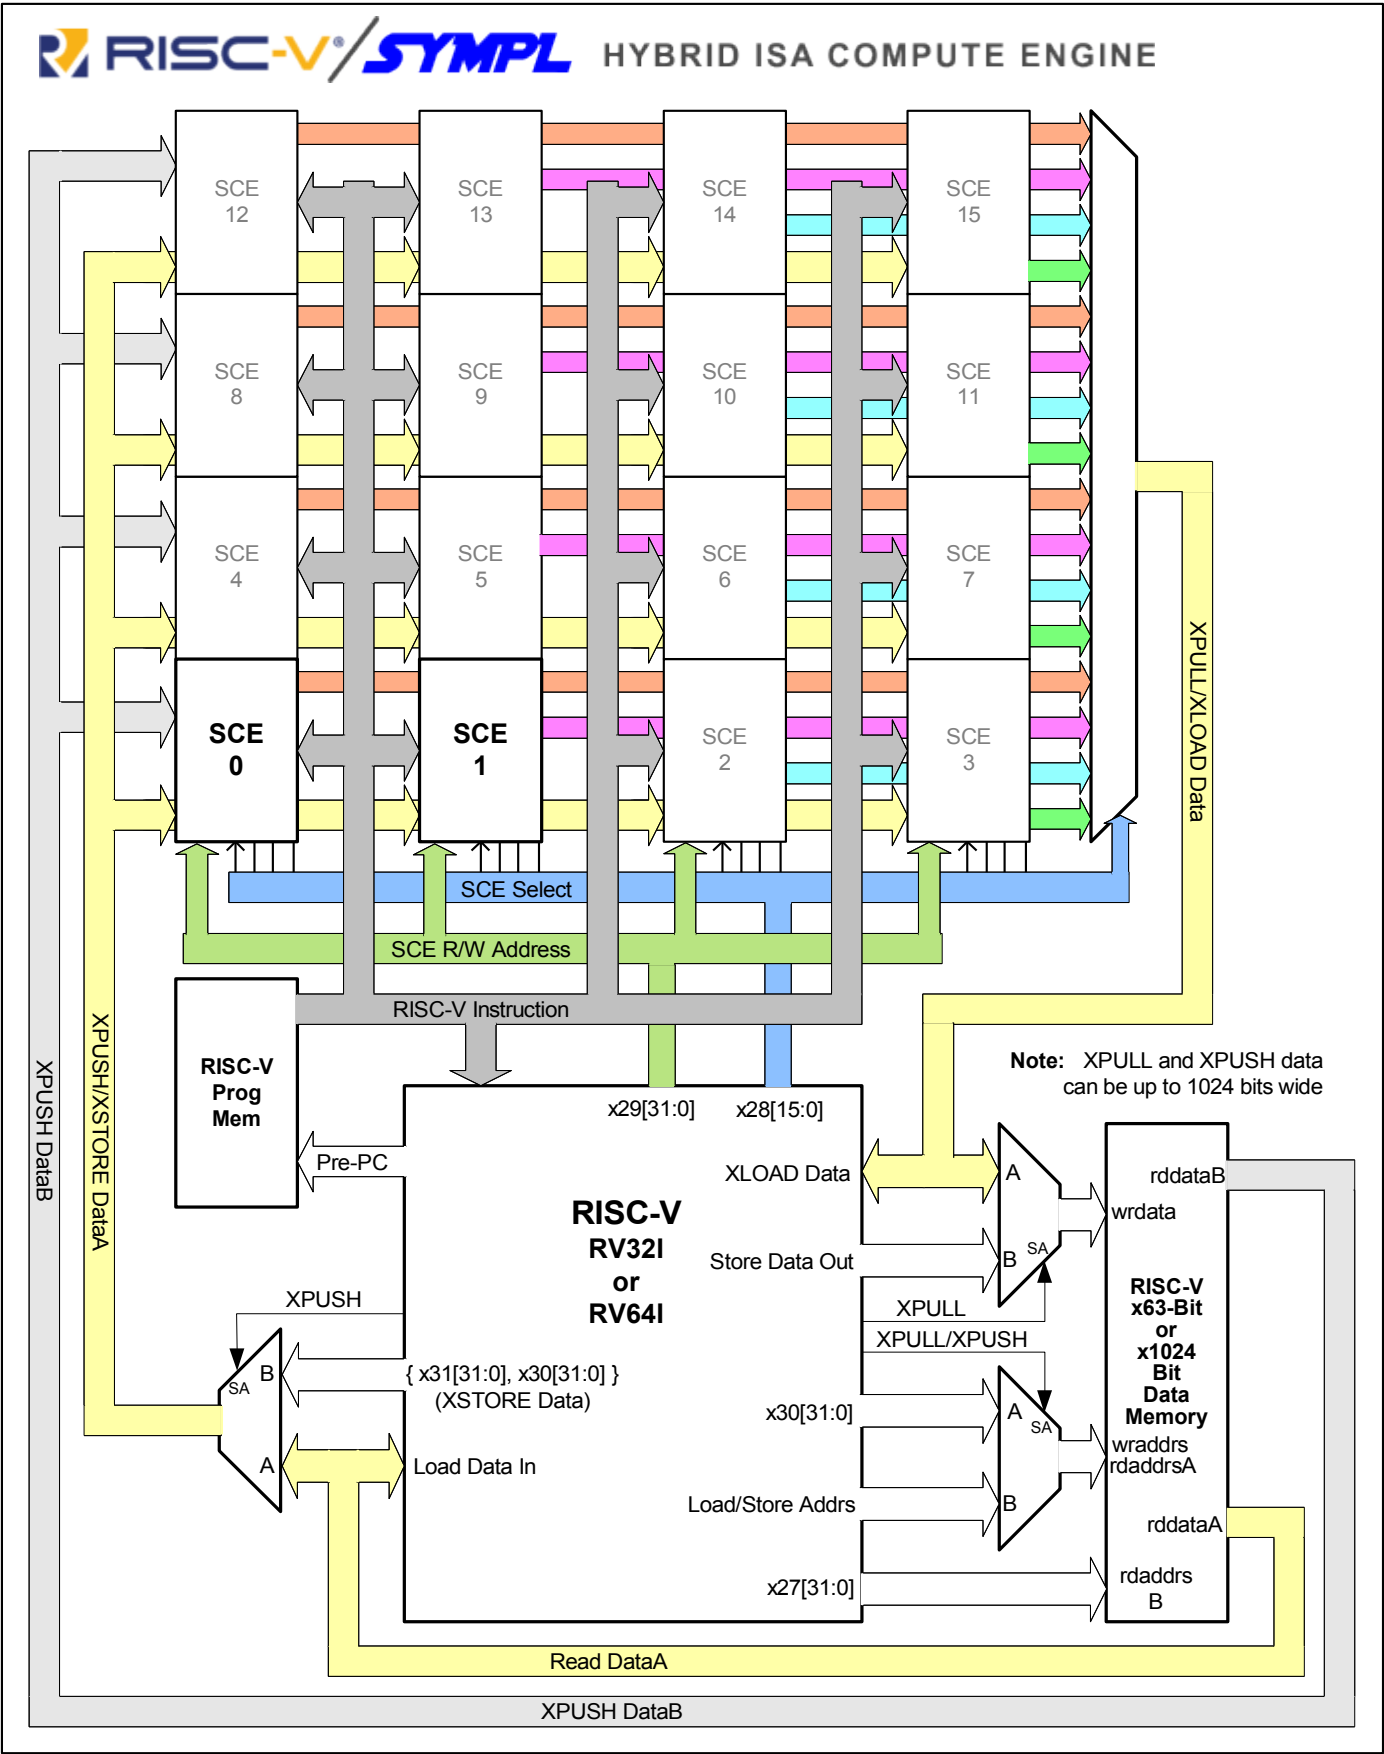 RISC-V®/SYMPL HYBRID ISA COMPUTE ENGINE
SCE
12
SCE
13
SCE
14
SCE
15
SCE
8
SCE
9
SCE
10
SCE
11
SCE
4
SCE
5
SCE
6
SCE
7
SCE
0
SCE
1
SCE
2
SCE
3
XPULL/XLOAD Data
SCE Select
SCE R/W Address
RISC-V Instruction
XPUSH DataB
XPUSH/XSTORE DataA
RISC-V
Prog
Mem
Note: XPULL and XPUSH data
can be up to 1024 bits wide
x29[31:0]
x28[15:0]
Pre-PC
XLOAD Data
RISC-V
RV32I
or
RV64I
Store Data Out
XPULL
XPULL/XPUSH
A
B
SA
XPUSH
B
SA
A
{ x31[31:0], x30[31:0] }
(XSTORE Data)
Load Data In
x30[31:0]
Load/Store Addrs
x27[31:0]
A
SA
B
rddataB
wrdata
RISC-V
x63-Bit
or
x1024
Bit
Data
Memory
wraddrs
rdaddrsA
rddataA
rdaddrs
B
Read DataA
XPUSH DataB